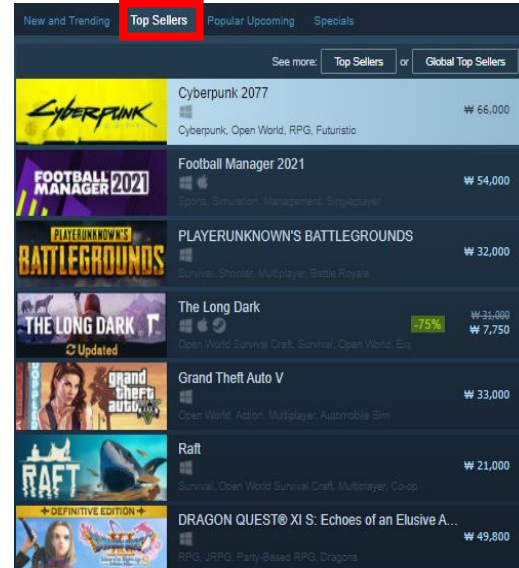 New and Trending Top Sellers Popular Upcoming Specials
See more: Top Sellers or Global Top Sellers
CYBERPUNK
Cyberpunk 2077
₩ 66,000
Cyberpunk, Open World, RPG, Futuristic
FOOTBALL
MANAGER 2021
Football Manager 2021
₩ 54,000
Sports, Simulation, Management, Singleplayer
PLAYERUNKNOWN'S
BATTLEGROUNDS
PLAYERUNKNOWN'S BATTLEGROUNDS
₩ 32,000
Survival, Shooter, Multiplayer, Battle Royale
THE LONG DARK
Updated
The Long Dark
-75%
₩ 31,000
₩ 7,750
Open World Survival Craft, Survival, Open World, Exp
grand
theft
auto
Grand Theft Auto V
₩ 33,000
Open World, Action, Multiplayer, Automobile Sim
RAFT
Raft
₩ 21,000
Survival, Open World Survival Craft, Multiplayer, Co-op
DEFINITIVE EDITION
DRAGON QUEST® XI S: Echoes of an Elusive A...
₩ 49,800
RPG, JRPG, Party-Based RPG, Dragons